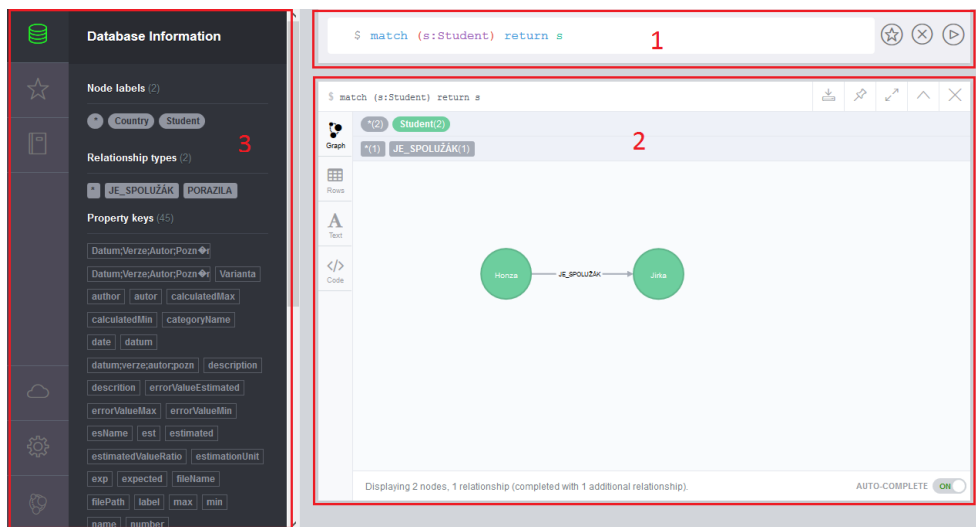 Database Information
Node labels (2)
* Country Student
Relationship types (2)
* JE_SPOLUŽÁK PORAZILA
Property keys (45)
Datum;Verze;Autor;Pozn�r
Datum;Verze;Autor;Pozn�r Varianta
author autor calculatedMax
calculatedMin categoryName
date datum
datum;verze;autor;pozn description
descrition errorValueEstimated
errorValueMax errorValueMin
esName est estimated
estimatedValueRatio estimationUnit
exp expected fileName
filePath label max min
name number
3
$ match (s:Student) return s
1
$ match (s:Student) return s
Graph
*(2) Student(2)
*(1) JE_SPOLUŽÁK(1)
2
Rows
A
Text
</>
Code
Honza JE_SPOLUŽÁK Jirka
Displaying 2 nodes, 1 relationship (completed with 1 additional relationship).
AUTO-COMPLETE ON